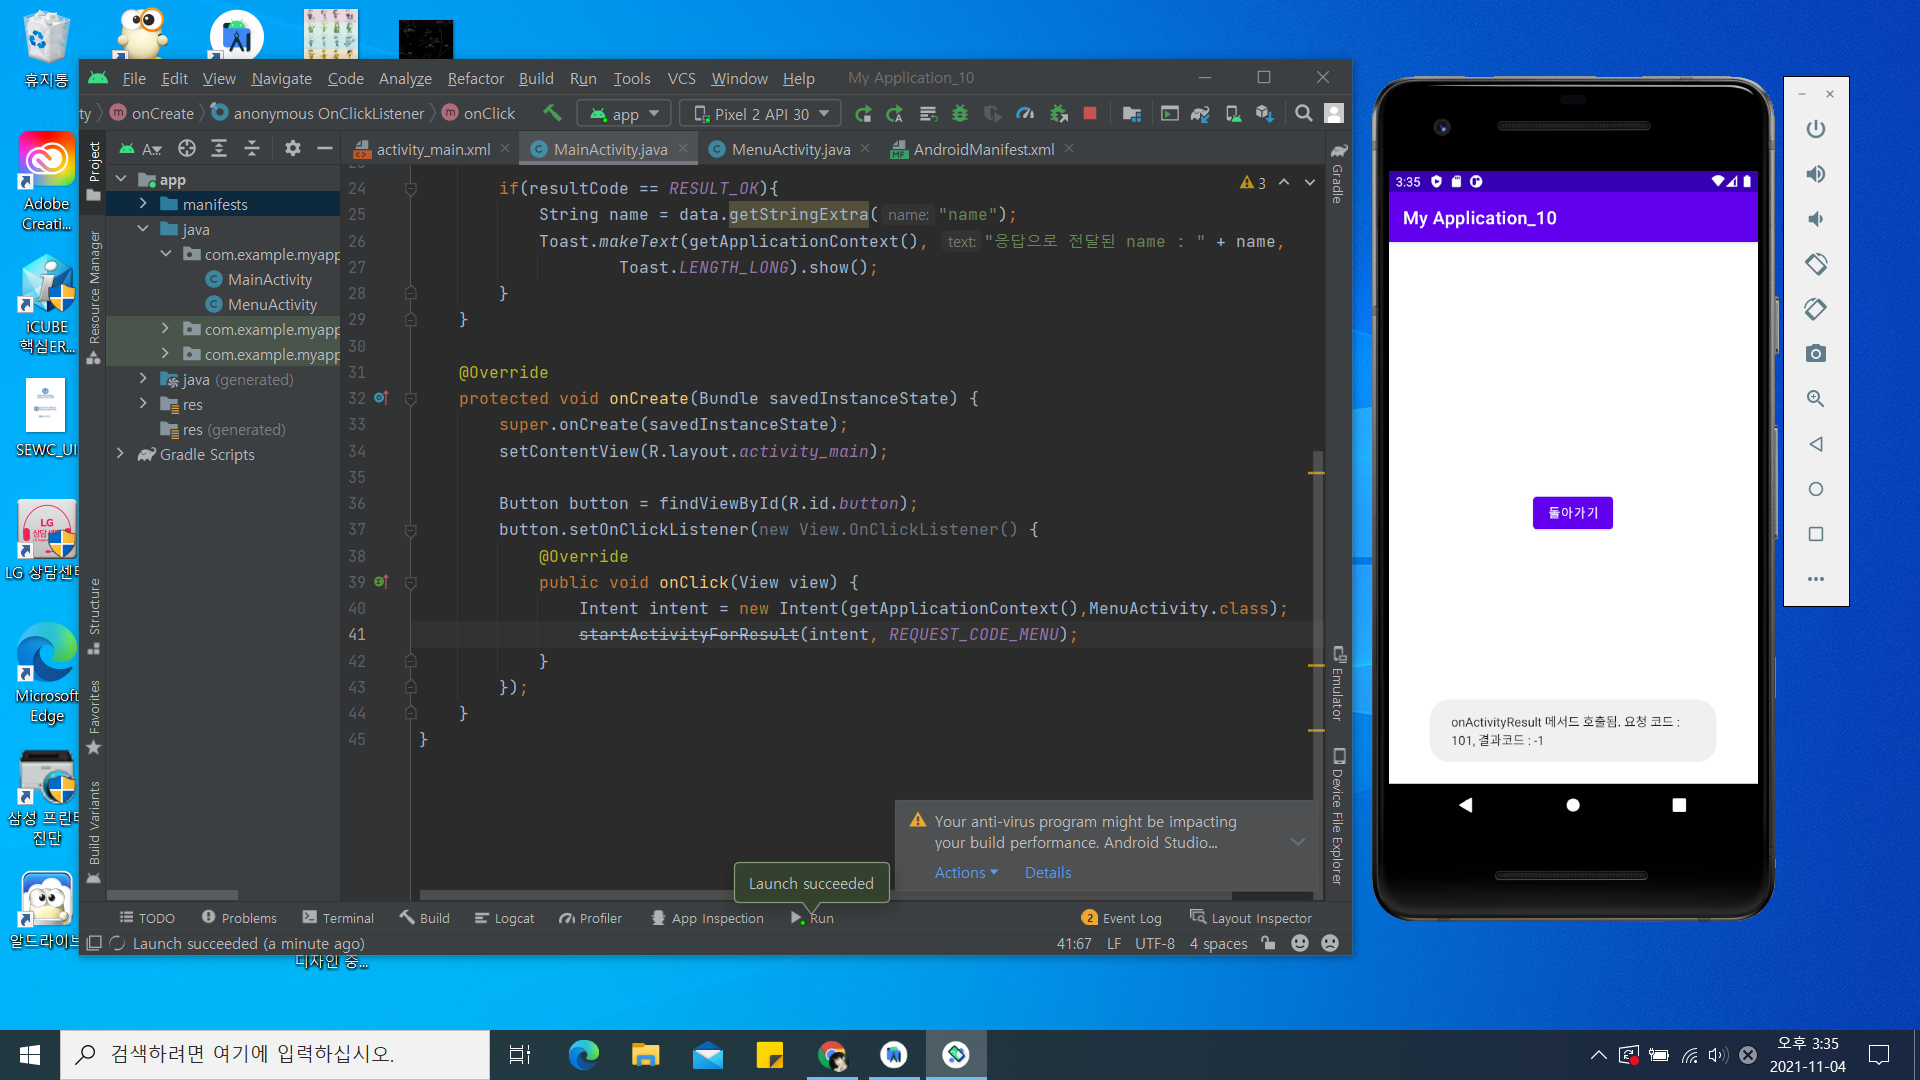 휴지통
Adobe
Creati...
iCUBE
핵심ER...
SEWC_UI
LG 상담센터
Microsoft
Edge
삼성 프린터
진단
알드라이브
디자인 중...
File Edit View Navigate Code Analyze Refactor Build Run Tools VCS Window Help My Application_10
ty onCreate anonymous OnClickListener onClick app Pixel 2 API 30
Project
Resource Manager
Structure
Favorites
Build Variants
A...
app
manifests
java
com.example.myapp
MainActivity
MenuActivity
com.example.myapp
com.example.myapp
java (generated)
res
res (generated)
Gradle Scripts
activity_main.xml MainActivity.java MenuActivity.java AndroidManifest.xml
3
24 if(resultCode == RESULT_OK){
25 String name = data.getStringExtra( name: "name");
26 Toast.makeText(getApplicationContext(), text: "응답으로 전달된 name : " + name,
27 Toast.LENGTH_LONG).show();
28 }
29 }
30
31 @Override
32 protected void onCreate(Bundle savedInstanceState) {
33 super.onCreate(savedInstanceState);
34 setContentView(R.layout.activity_main);
35
36 Button button = findViewById(R.id.button);
37 button.setOnClickListener(new View.OnClickListener() {
38 @Override
39 public void onClick(View view) {
40 Intent intent = new Intent(getApplicationContext(),MenuActivity.class);
41 startActivityForResult(intent, REQUEST_CODE_MENU);
42 }
43 });
44 }
45 }
Gradle
Emulator
Device File Explorer
Your anti-virus program might be impacting
your build performance. Android Studio...
Actions Details
Launch succeeded
TODO Problems Terminal Build Logcat Profiler App Inspection Run 2 Event Log Layout Inspector
Launch succeeded (a minute ago) 41:67 LF UTF-8 4 spaces
3:35
My Application_10
돌아가기
onActivityResult 메서드 호출됨. 요청 코드 :
101, 결과코드 : -1
검색하려면 여기에 입력하십시오.
오후 3:35
2021-11-04